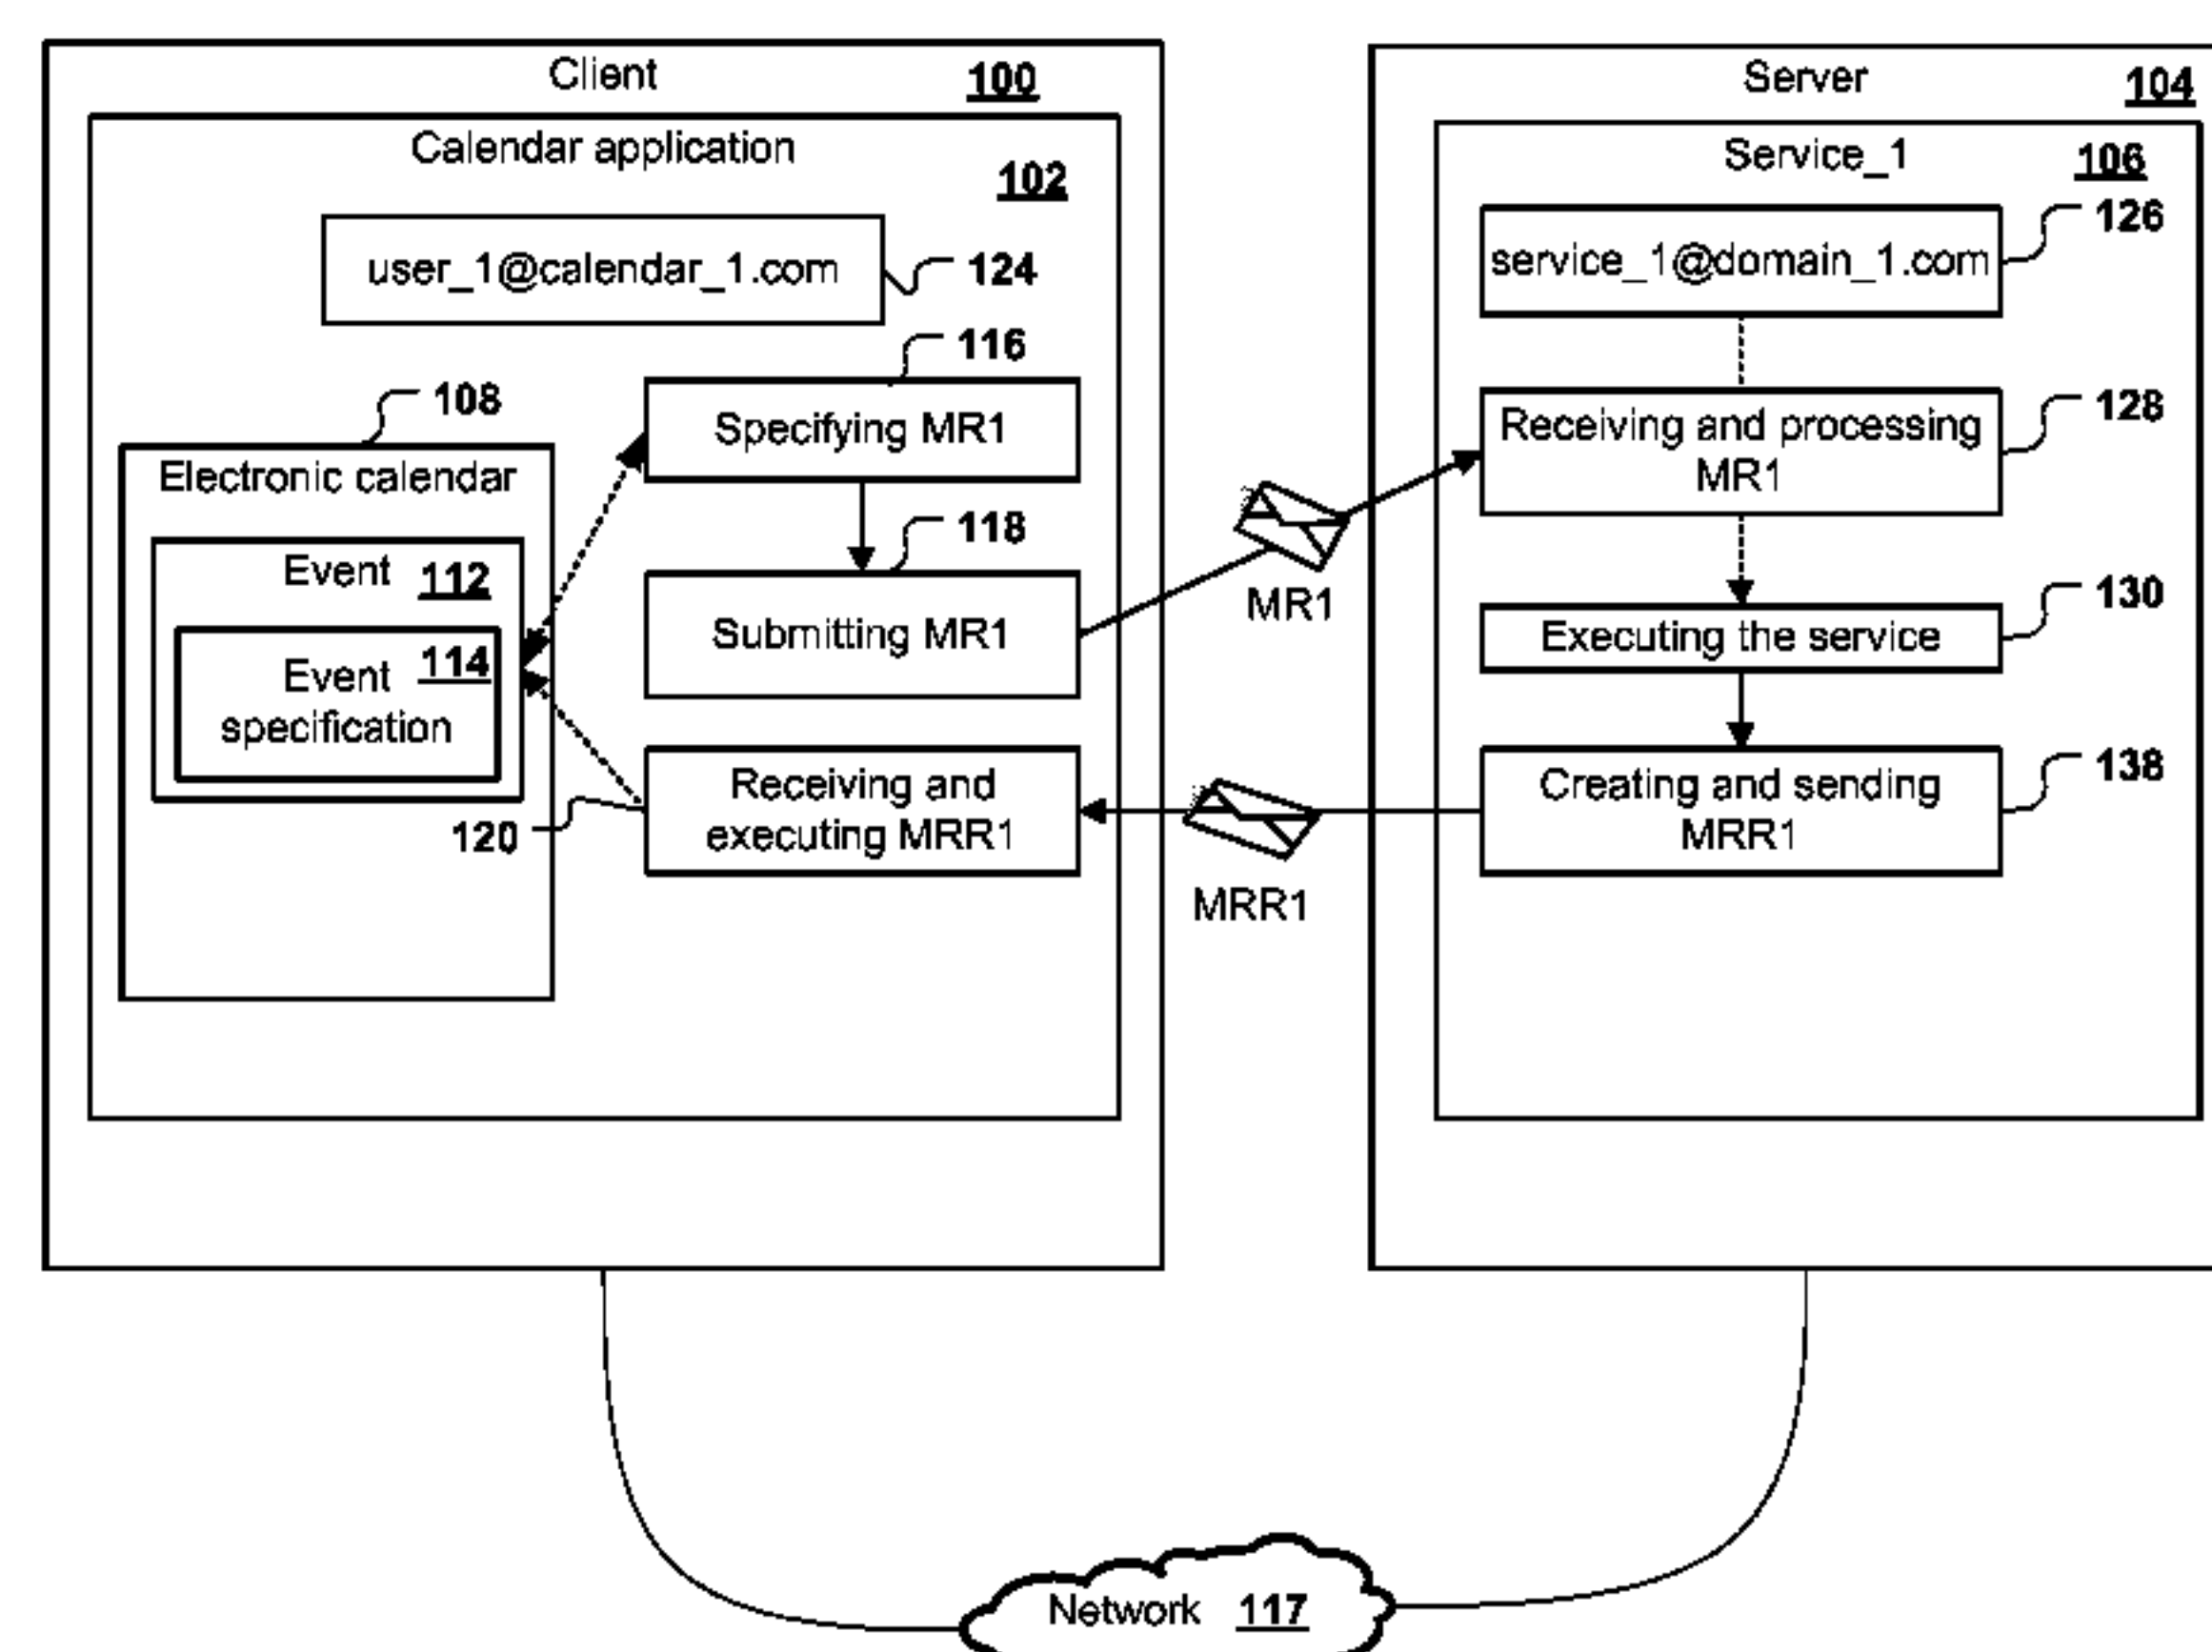 Client 100
Calendar application
102
user_1@calendar_1.com 124
116
108
Specifying MR1
Electronic calendar
118
Event 112
Submitting MR1
Event 114
specification
Receiving and
executing MRR1
120
MR1
MRR1
Server 104
Service_1 106
126
service_1@domain_1.com
Receiving and processing 128
MR1
130
Executing the service
Creating and sending 138
MRR1
Network 117